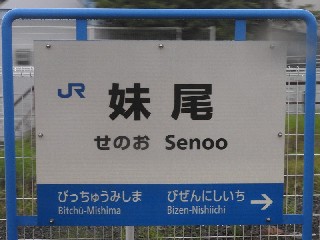 JR 妹尾
せのお Senoo
びっちゅうみしま びぜんにしいち
Bitchū-Mishima Bizen-Nishiichi